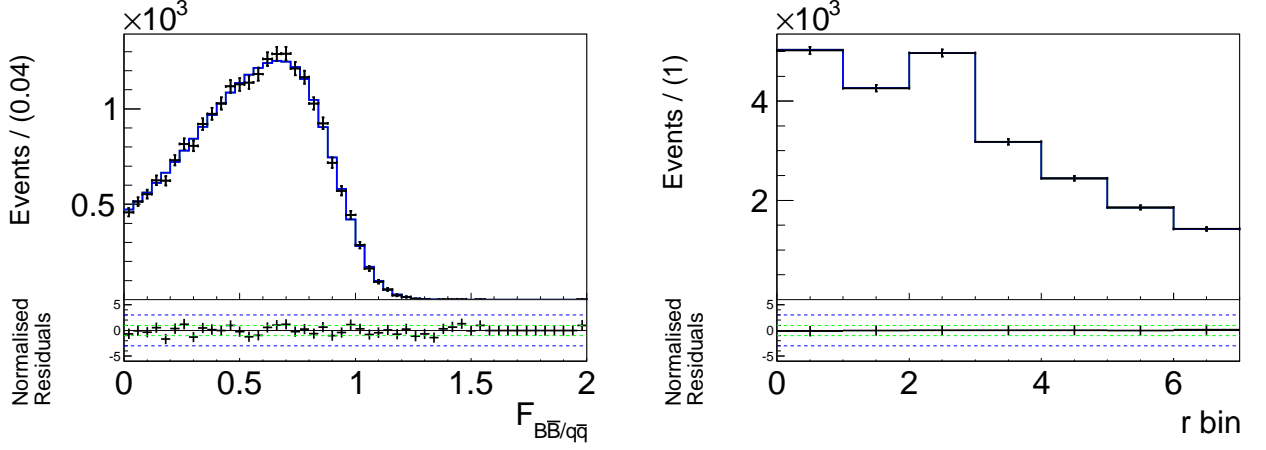 ×10³
Events / (0.04)
1
0.5
Normalised
Residuals
5
0
-5
0 0.5 1 1.5 2
F_BB̅/qq̅
×10³
Events / (1)
4
2
Normalised
Residuals
5
0
-5
0 2 4 6
r bin